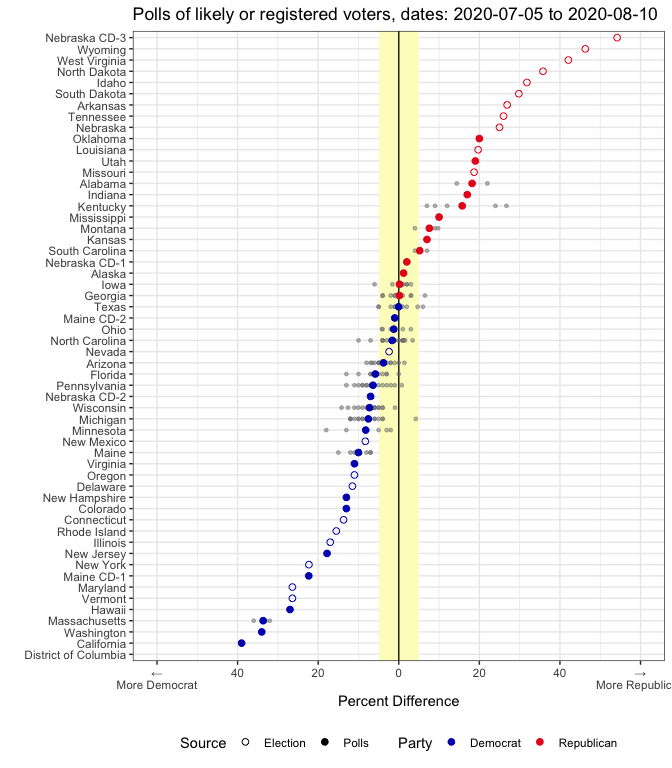 Polls of likely or registered voters, dates: 2020-07-05 to 2020-08-10
Nebraska CD-3
Wyoming
West Virginia
North Dakota
Idaho
South Dakota
Arkansas
Tennessee
Nebraska
Oklahoma
Louisiana
Utah
Missouri
Alabama
Indiana
Kentucky
Mississippi
Montana
Kansas
South Carolina
Nebraska CD-1
Alaska
Iowa
Georgia
Texas
Maine CD-2
Ohio
North Carolina
Nevada
Arizona
Florida
Pennsylvania
Nebraska CD-2
Wisconsin
Michigan
Minnesota
New Mexico
Maine
Virginia
Oregon
Delaware
New Hampshire
Colorado
Connecticut
Rhode Island
Illinois
New Jersey
New York
Maine CD-1
Maryland
Vermont
Hawaii
Massachusetts
Washington
California
District of Columbia
← 40 20 0 20 40 →
More Democrat More Republic
Percent Difference
Source Election Polls Party Democrat Republican